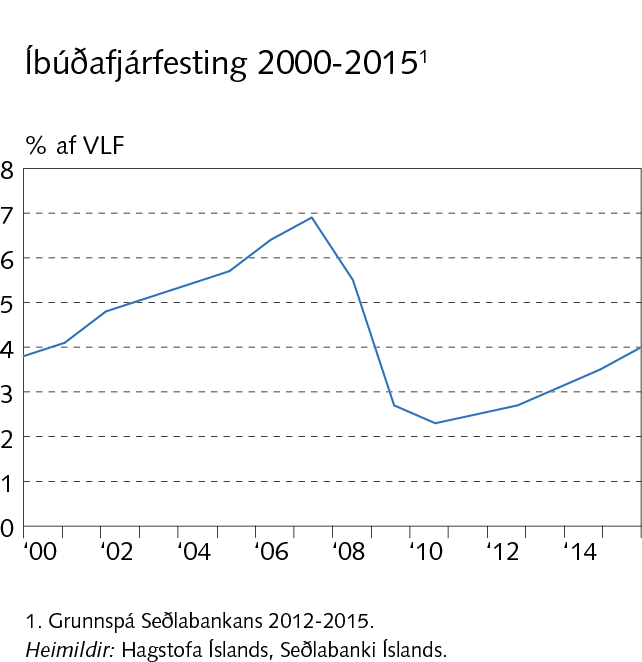 Íbúðafjárfesting 2000-2015¹
% af VLF
8
7
6
5
4
3
2
1
0
‘00 ‘02 ‘04 ‘06 ‘08 ‘10 ‘12 ‘14
1. Grunnspá Seðlabankans 2012-2015.
Heimildir: Hagstofa Íslands, Seðlabanki Íslands.